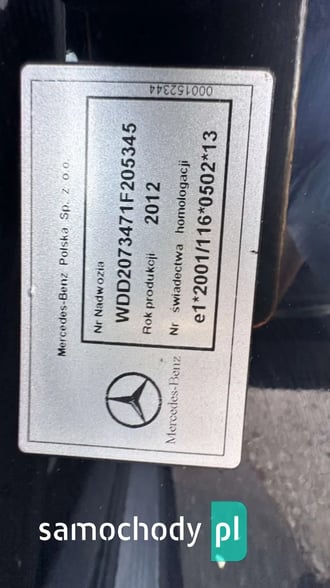 Mercedes-Benz Polska Sp. z o.o.
000152344
Nr Nadwozia
WDD2073471F205345
Rok produkcji 2012
Nr świadectwa homologacji
e1*2001/116*0502*13
Mercedes-Benz
samochody pl